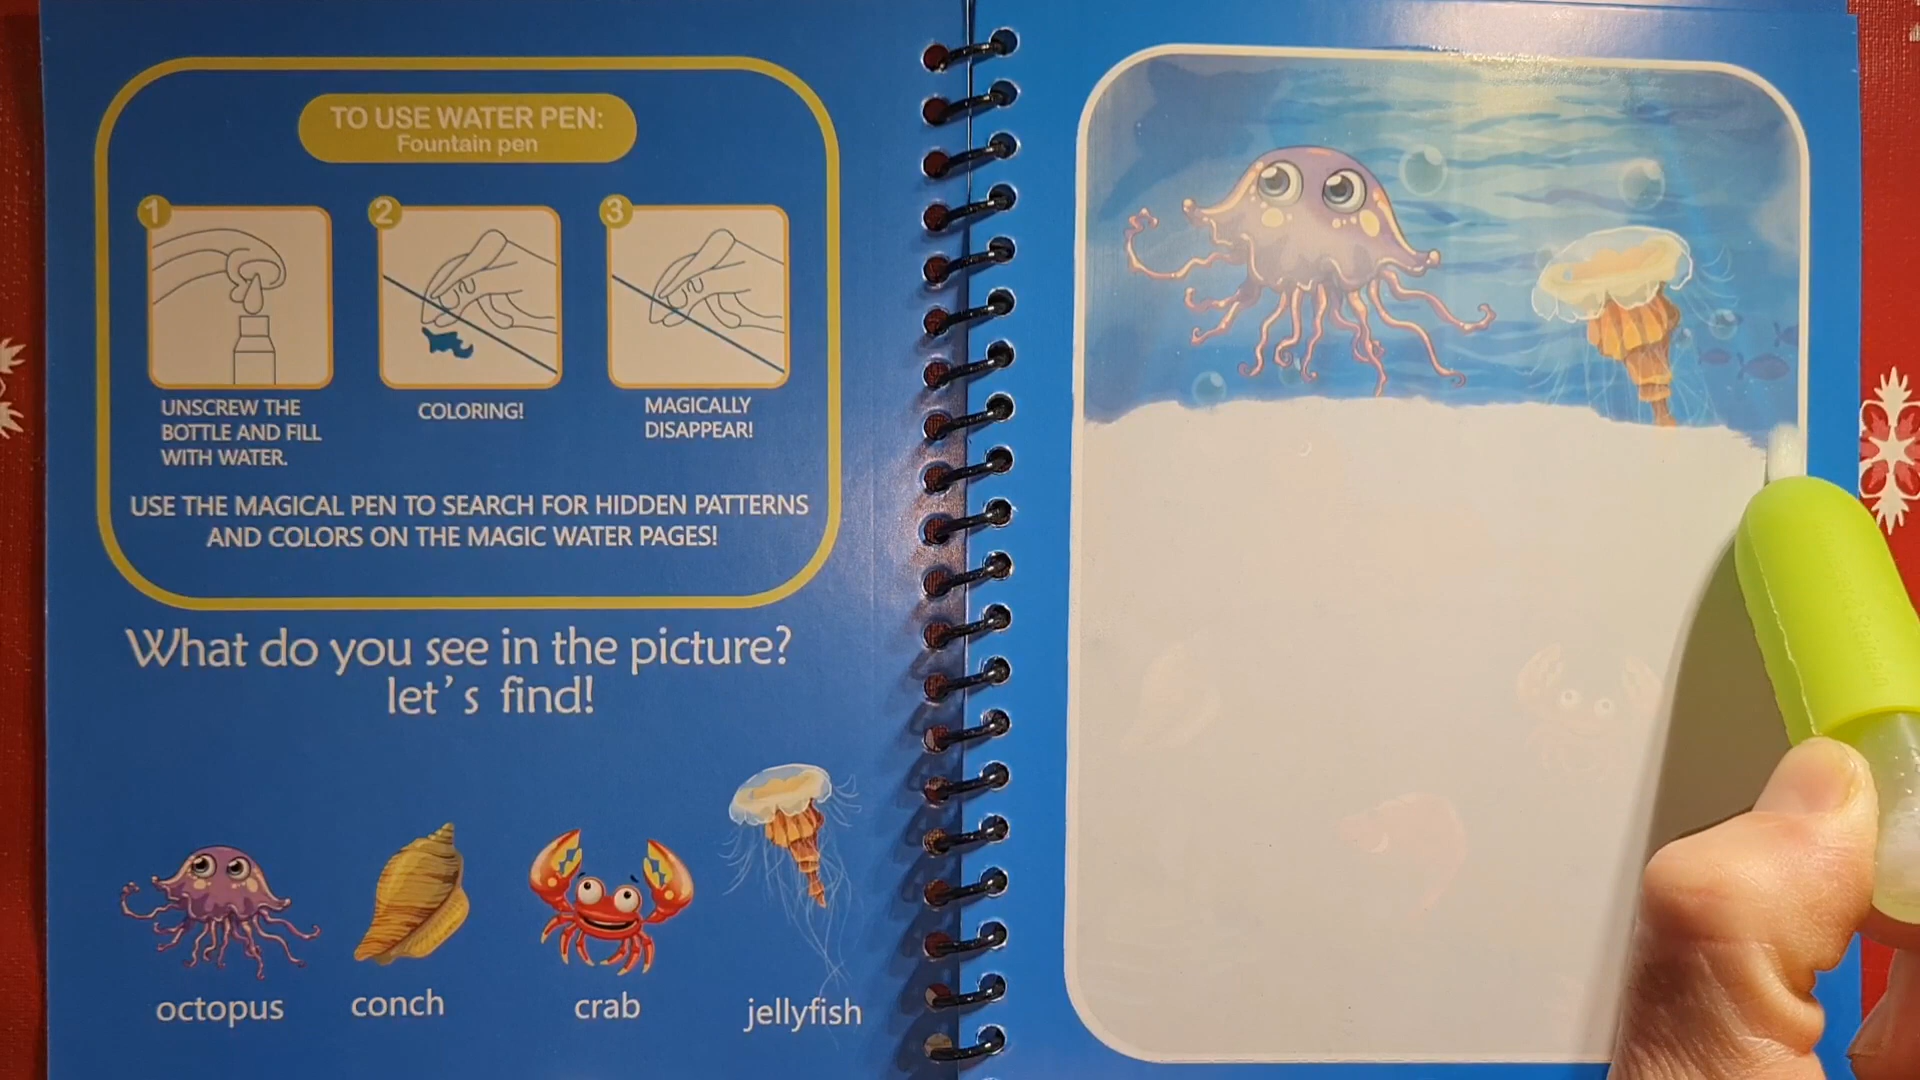 TO USE WATER PEN:
Fountain pen
1
2
3
UNSCREW THE
BOTTLE AND FILL
WITH WATER.
COLORING!
MAGICALLY
DISAPPEAR!
USE THE MAGICAL PEN TO SEARCH FOR HIDDEN PATTERNS
AND COLORS ON THE MAGIC WATER PAGES!
What do you see in the picture?
let’s find!
octopus
conch
crab
jellyfish